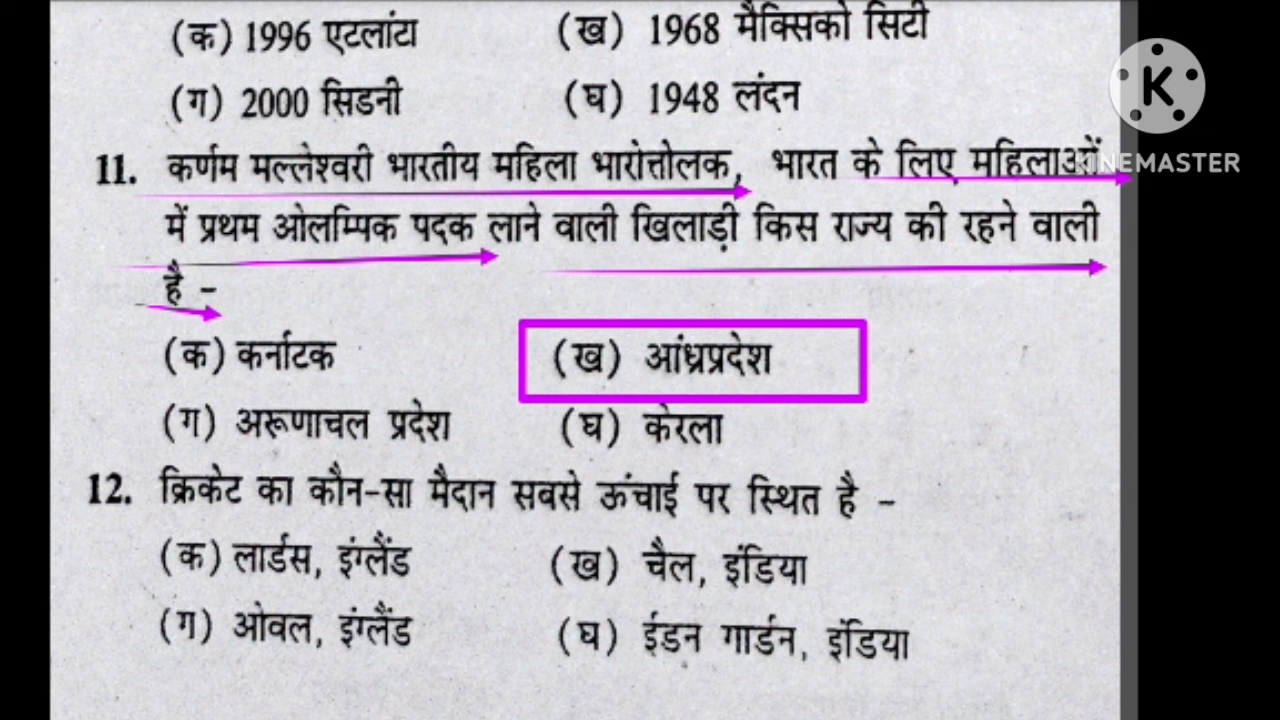 (क) 1996 एटलांटा (ख) 1968 मैक्सिको सिटी
(ग) 2000 सिडनी (घ) 1948 लंदन
K
KINEMASTER
11. कर्णम मल्लेश्वरी भारतीय महिला भारोत्तोलक, भारत के लिए महिलाओं
में प्रथम ओलम्पिक पदक लाने वाली खिलाड़ी किस राज्य की रहने वाली
है -
(क) कर्नाटक (ख) आंध्रप्रदेश
(ग) अरूणाचल प्रदेश (घ) केरला
12. क्रिकेट का कौन-सा मैदान सबसे ऊंचाई पर स्थित है -
(क) लार्डस, इंग्लैंड (ख) चैल, इंडिया
(ग) ओवल, इंग्लैंड (घ) ईडन गार्डन, इंडिया